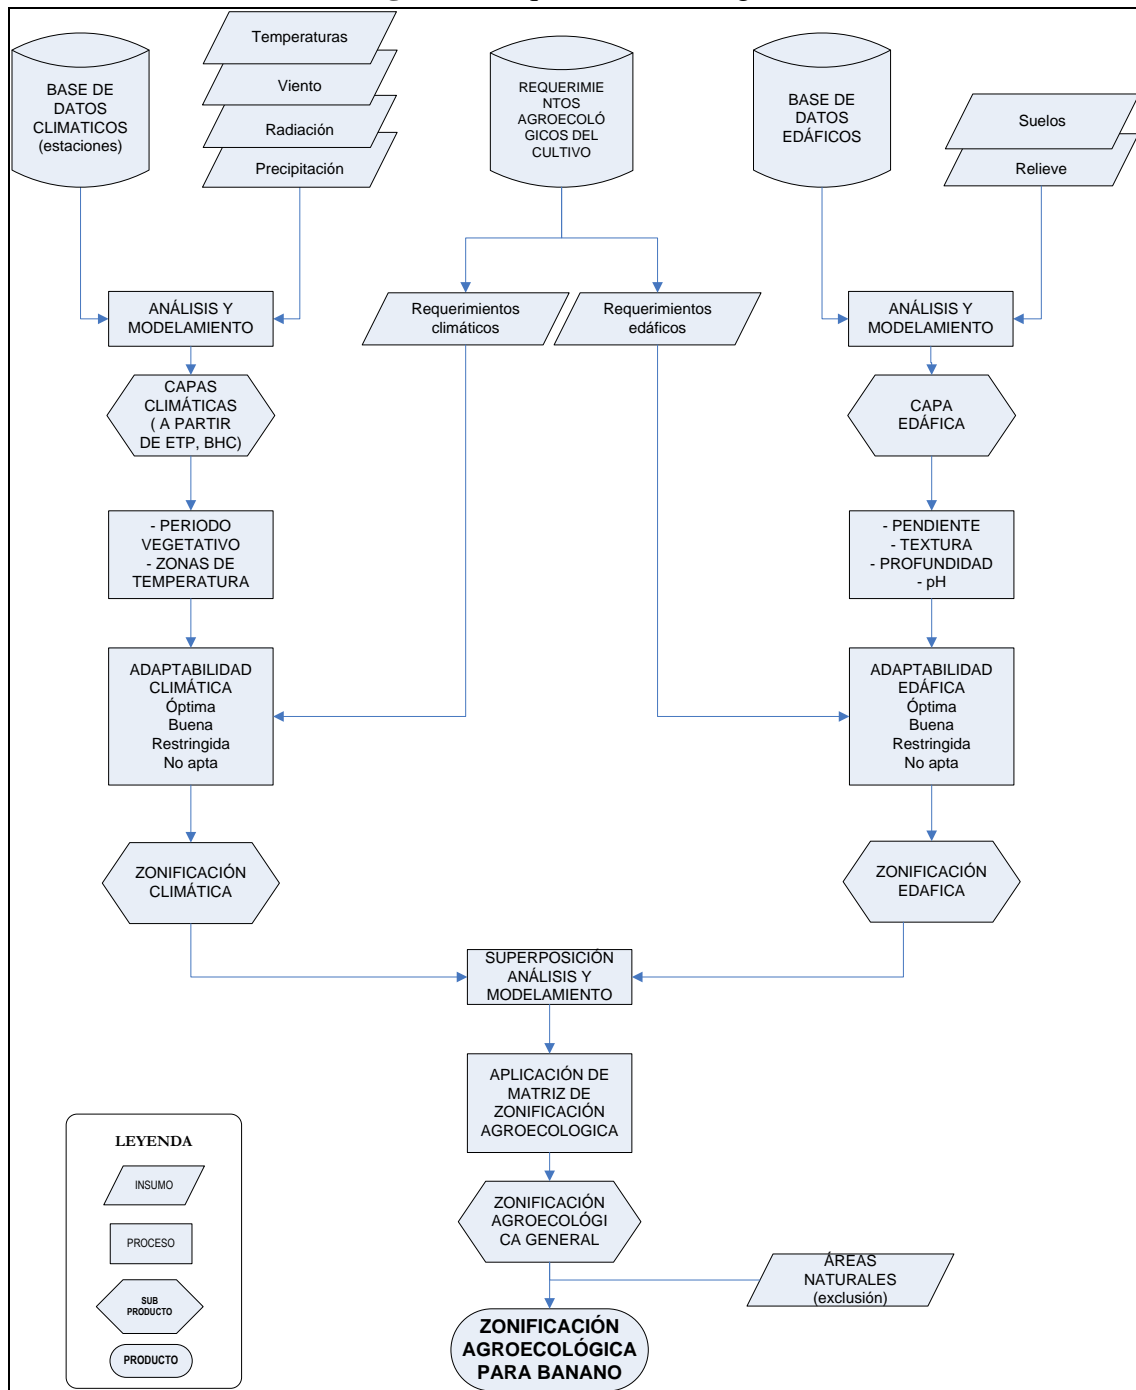 Temperaturas
Viento
Radiación
Precipitación
BASE DE
DATOS
CLIMATICOS
(estaciones)
REQUERIMIE
NTOS
AGROECOLÓ
GICOS DEL
CULTIVO
BASE DE
DATOS
EDÁFICOS
Suelos
Relieve
ANÁLISIS Y
MODELAMIENTO
Requerimientos
climáticos
Requerimientos
edáficos
ANÁLISIS Y
MODELAMIENTO
CAPAS
CLIMÁTICAS
( A PARTIR
DE ETP, BHC)
CAPA
EDÁFICA
- PERIODO
VEGETATIVO
- ZONAS DE
TEMPERATURA
- PENDIENTE
- TEXTURA
- PROFUNDIDAD
- pH
ADAPTABILIDAD
CLIMÁTICA
Óptima
Buena
Restringida
No apta
ADAPTABILIDAD
EDÁFICA
Óptima
Buena
Restringida
No apta
ZONIFICACIÓN
CLIMÁTICA
ZONIFICACIÓN
EDAFICA
SUPERPOSICIÓN
ANÁLISIS Y
MODELAMIENTO
APLICACIÓN DE
MATRIZ DE
ZONIFICACIÓN
AGROECOLOGICA
ZONIFICACIÓN
AGROECOLÓGI
CA GENERAL
ÁREAS
NATURALES
(exclusión)
ZONIFICACIÓN
AGROECOLÓGICA
PARA BANANO
LEYENDA
INSUMO
PROCESO
SUB
PRODUCTO
PRODUCTO